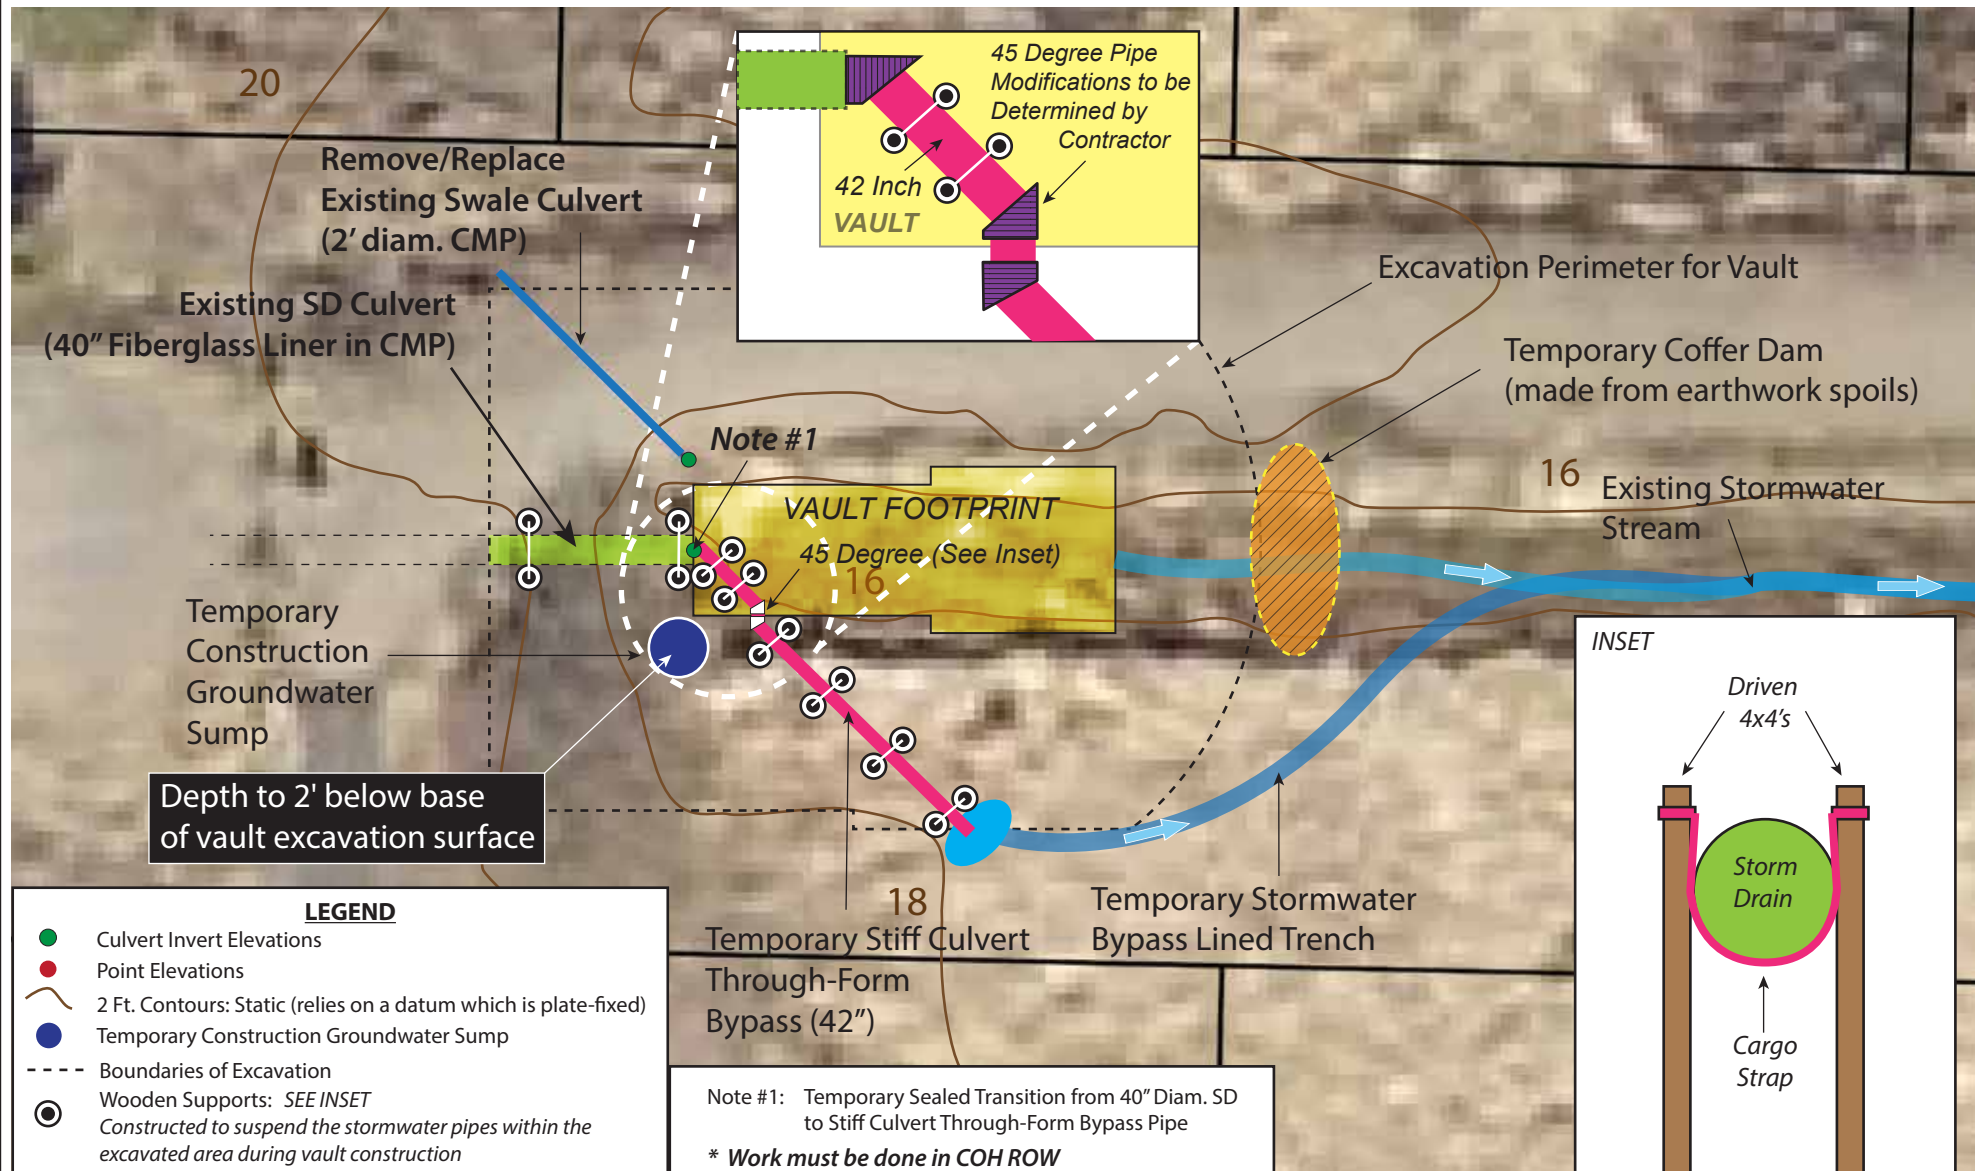 20
Remove/Replace
Existing Swale Culvert
(2’ diam. CMP)
Existing SD Culvert
(40” Fiberglass Liner in CMP)
45 Degree Pipe
Modifications to be
Determined by
Contractor
42 Inch
VAULT
Excavation Perimeter for Vault
Temporary Coffer Dam
(made from earthwork spoils)
Note #1
VAULT FOOTPRINT
45 Degree (See Inset)
16
16
Existing Stormwater
Stream
Temporary
Construction
Groundwater
Sump
Depth to 2' below base
of vault excavation surface
18
Temporary Stiff Culvert
Through-Form
Bypass (42”)
Temporary Stormwater
Bypass Lined Trench
INSET
Driven
4x4’s
Storm
Drain
Cargo
Strap
LEGEND
Culvert Invert Elevations
Point Elevations
2 Ft. Contours: Static (relies on a datum which is plate-fixed)
Temporary Construction Groundwater Sump
Boundaries of Excavation
Wooden Supports: SEE INSET
Constructed to suspend the stormwater pipes within the
excavated area during vault construction
Note #1: Temporary Sealed Transition from 40” Diam. SD
to Stiff Culvert Through-Form Bypass Pipe
* Work must be done in COH ROW